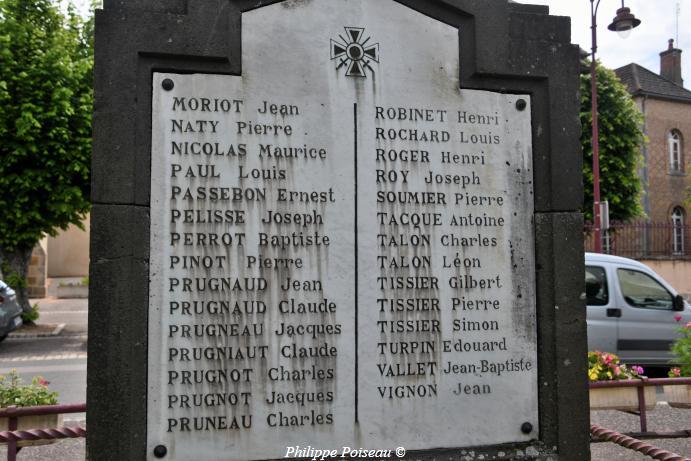 MORIOT Jean
NATY Pierre
NICOLAS Maurice
PAUL Louis
PASSEBON Ernest
PELISSE Joseph
PERROT Baptiste
PINOT Pierre
PRUGNAUD Jean
PRUGNAUD Claude
PRUGNEAU Jacques
PRUGNIAUT Claude
PRUGNOT Charles
PRUGNOT Jacques
PRUNEAU Charles
ROBINET Henri
ROCHARD Louis
ROGER Henri
ROY Joseph
SOUMIER Pierre
TACQUE Antoine
TALON Charles
TALON Léon
TISSIER Gilbert
TISSIER Pierre
TISSIER Simon
TURPIN Edouard
VALLET Jean-Baptiste
VIGNON Jean
Philippe Poiseau ©